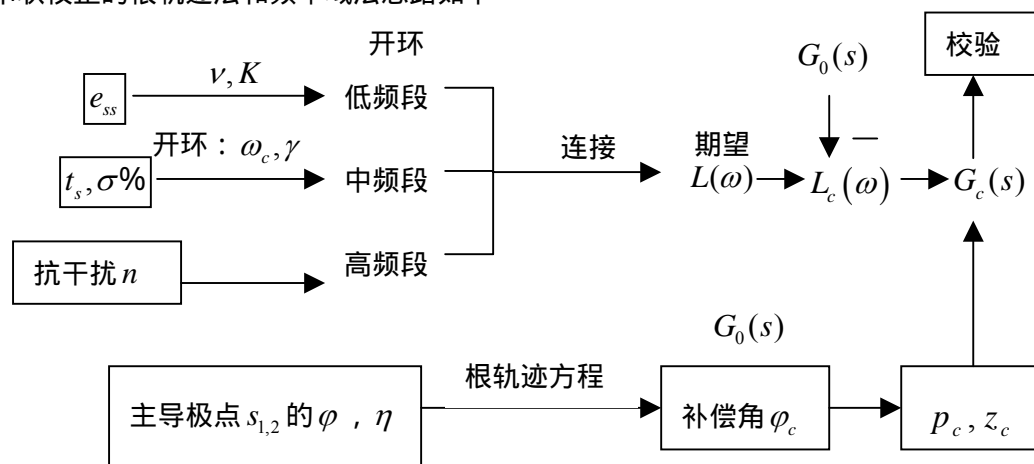 串联校正的根轨迹法和频率域法思路如下
开环
G₀(s)
校验
ν, K
e_ss
低频段
开环：ω_c, γ
连接
期望
t_s, σ%
中频段
L(ω)
L_c(ω)
—
G_c(s)
抗干扰 n
高频段
G₀(s)
根轨迹方程
主导极点 s₁,₂ 的 φ ，η
补偿角 φ_c
p_c, z_c